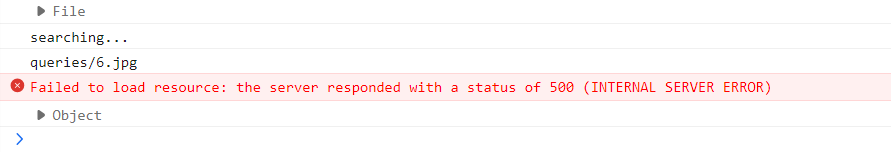 File
searching...
queries/6.jpg
Failed to load resource: the server responded with a status of 500 (INTERNAL SERVER ERROR)
Object